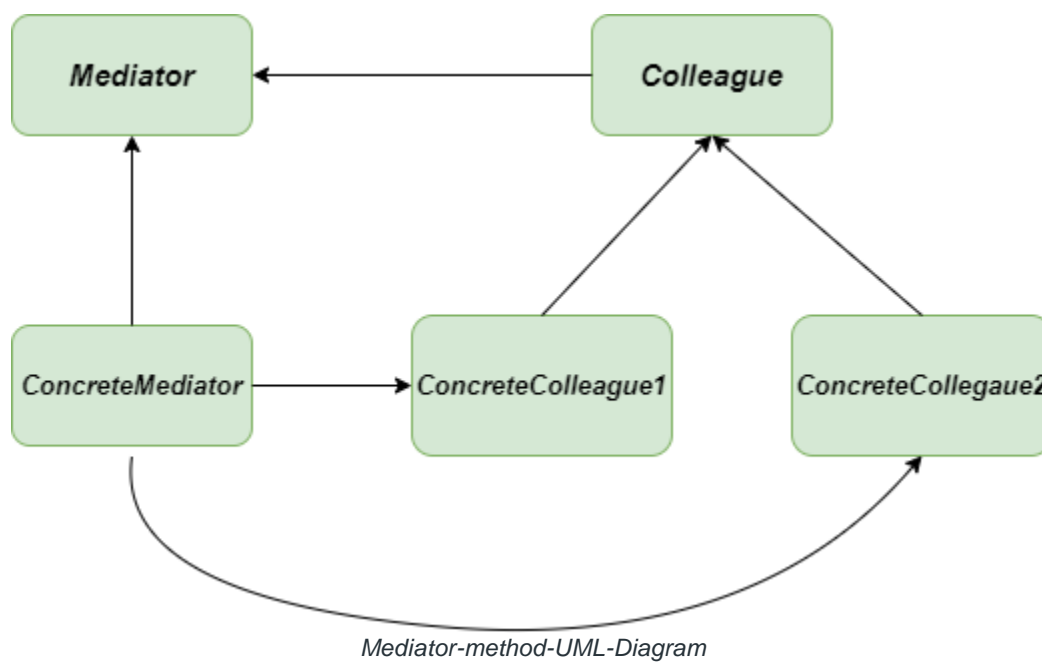 Mediator
Colleague
ConcreteMediator
ConcreteColleague1
ConcreteCollegaue2
Mediator-method-UML-Diagram